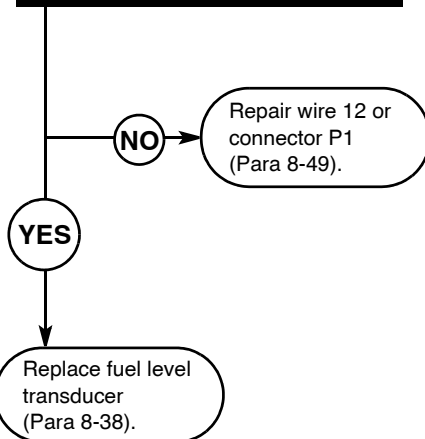 NO
Repair wire 12 or
connector P1
(Para 8-49).
YES
Replace fuel level
transducer
(Para 8-38).